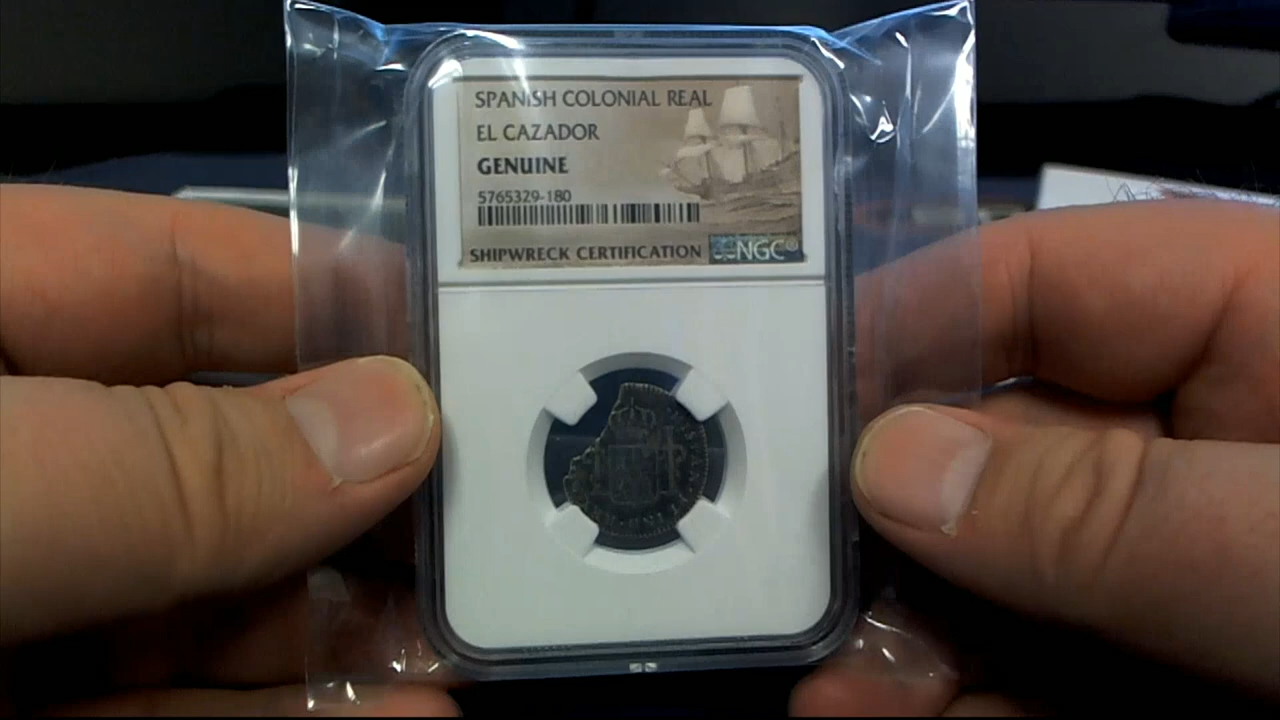 SPANISH COLONIAL REAL
EL CAZADOR
GENUINE
5765329-180
SHIPWRECK CERTIFICATION NGC®